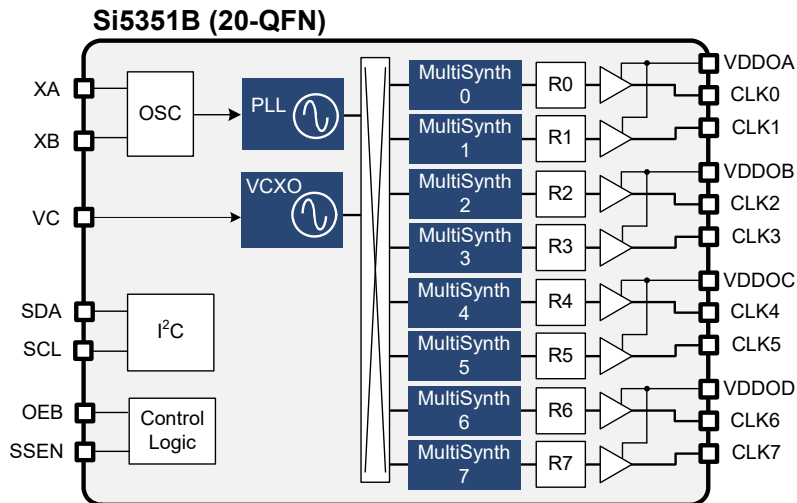 Si5351B (20-QFN)
XA
XB
VC
SDA
SCL
OEB
SSEN
OSC
PLL
VCXO
I²C
Control
Logic
MultiSynth
0
MultiSynth
1
MultiSynth
2
MultiSynth
3
MultiSynth
4
MultiSynth
5
MultiSynth
6
MultiSynth
7
R0
R1
R2
R3
R4
R5
R6
R7
VDDOA
CLK0
CLK1
VDDOB
CLK2
CLK3
VDDOC
CLK4
CLK5
VDDOD
CLK6
CLK7